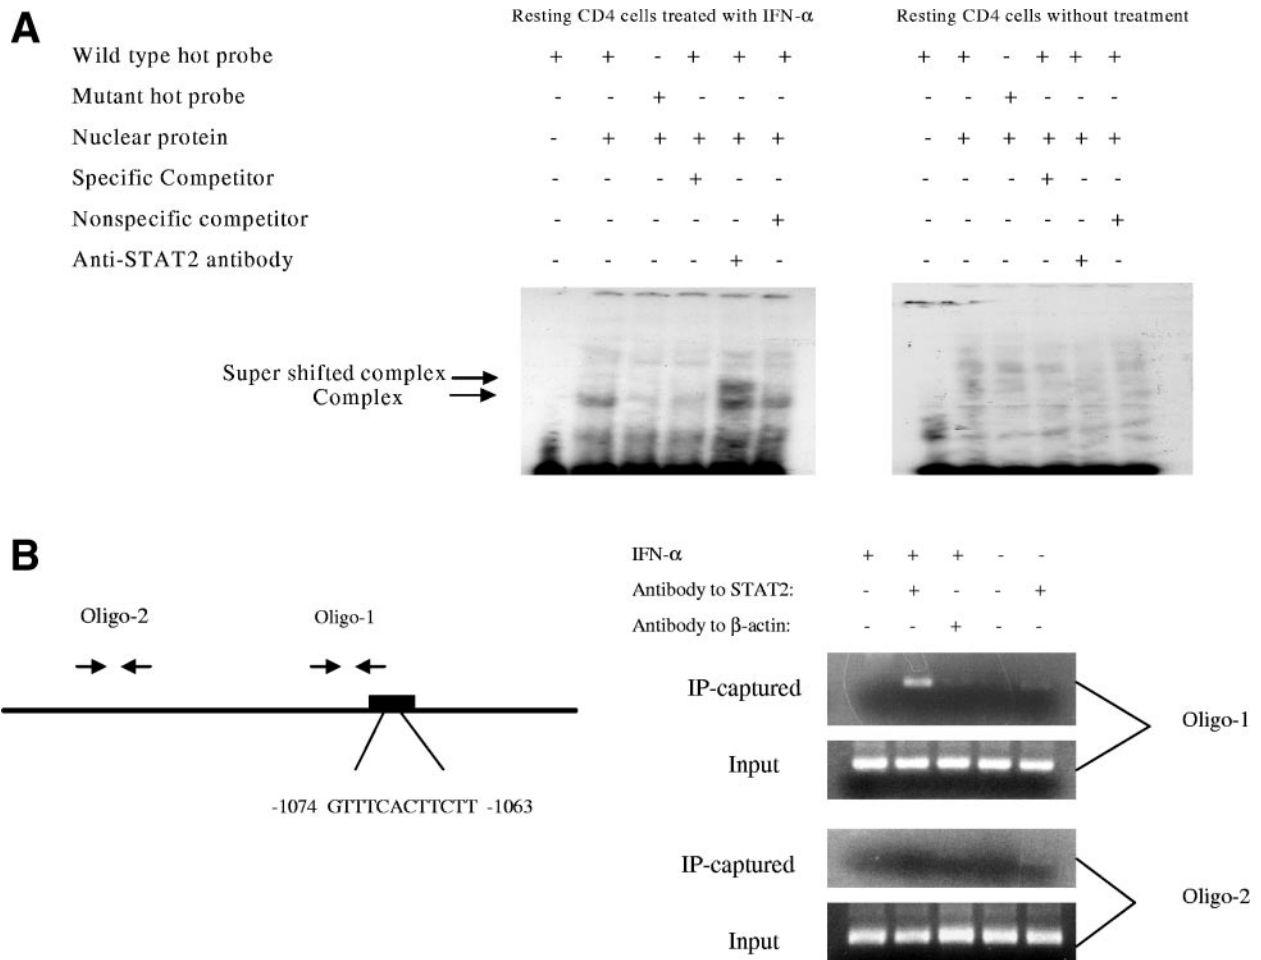 A
Resting CD4 cells treated with IFN-α Resting CD4 cells without treatment
Wild type hot probe + + - + + + + + - + + +
Mutant hot probe - - + - - - - - + - - -
Nuclear protein - + + + + + - + + + + +
Specific Competitor - - - + - - - - - + - -
Nonspecific competitor - - - - - + - - - - - +
Anti-STAT2 antibody - - - - + - - - - - + -
Super shifted complex
Complex
B
Oligo-2 Oligo-1
-1074 GTTTCACTTCTT -1063
IFN-α + + + - -
Antibody to STAT2: - + - - +
Antibody to β-actin: - - + - -
IP-captured
Oligo-1
Input
IP-captured
Oligo-2
Input